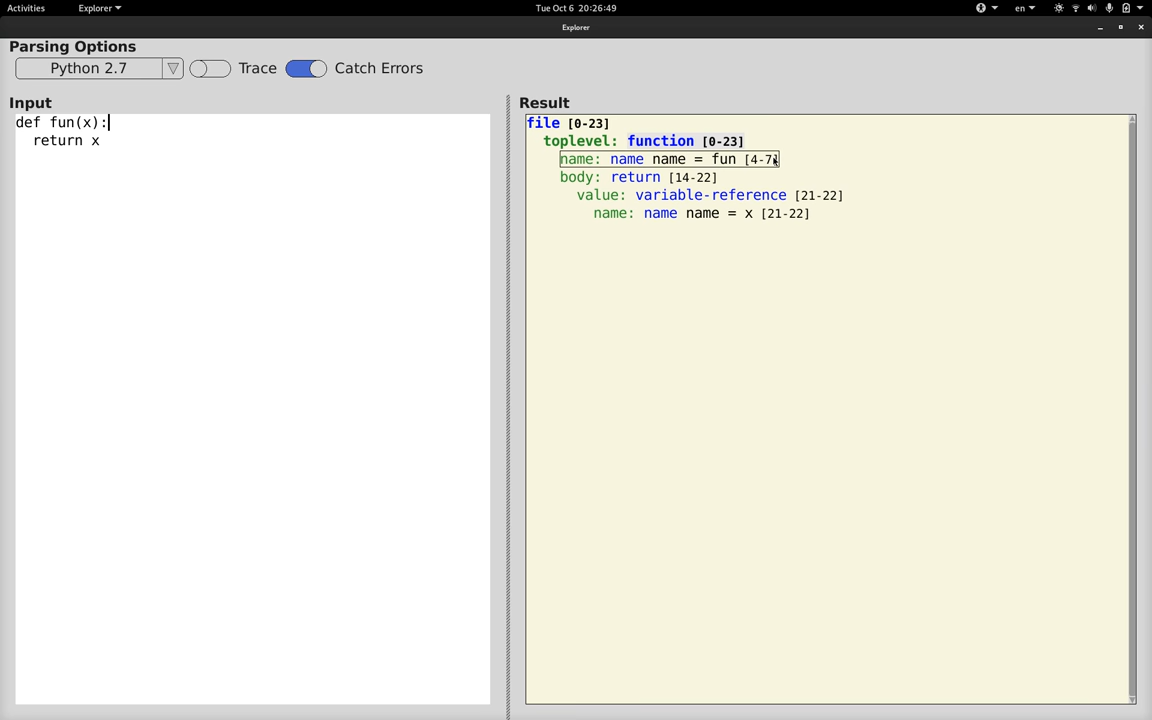 Activities Explorer Tue Oct 6 20:26:49 en
Explorer
Parsing Options
Python 2.7 Trace Catch Errors
Input
def fun(x):
return x
Result
file [0-23]
toplevel: function [0-23]
name: name name = fun [4-7]
body: return [14-22]
value: variable-reference [21-22]
name: name name = x [21-22]